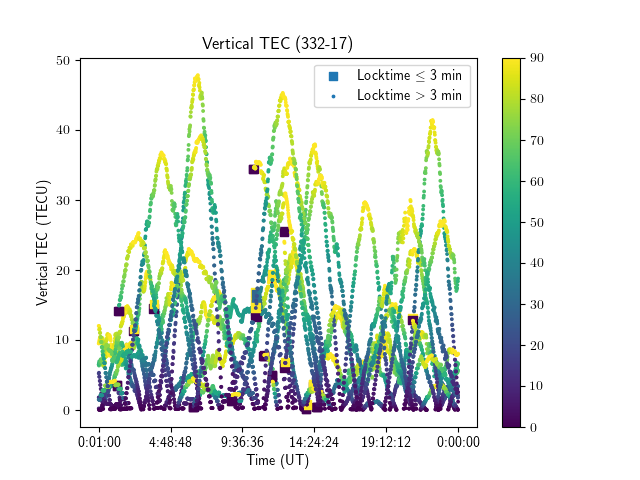 Vertical TEC (332-17)
Locktime ≤ 3 min
Locktime > 3 min
Vertical TEC (TECU)
50
40
30
20
10
0
0:01:00 4:48:48 9:36:36 14:24:24 19:12:12 0:00:00
Time (UT)
90
80
70
60
50
40
30
20
10
0